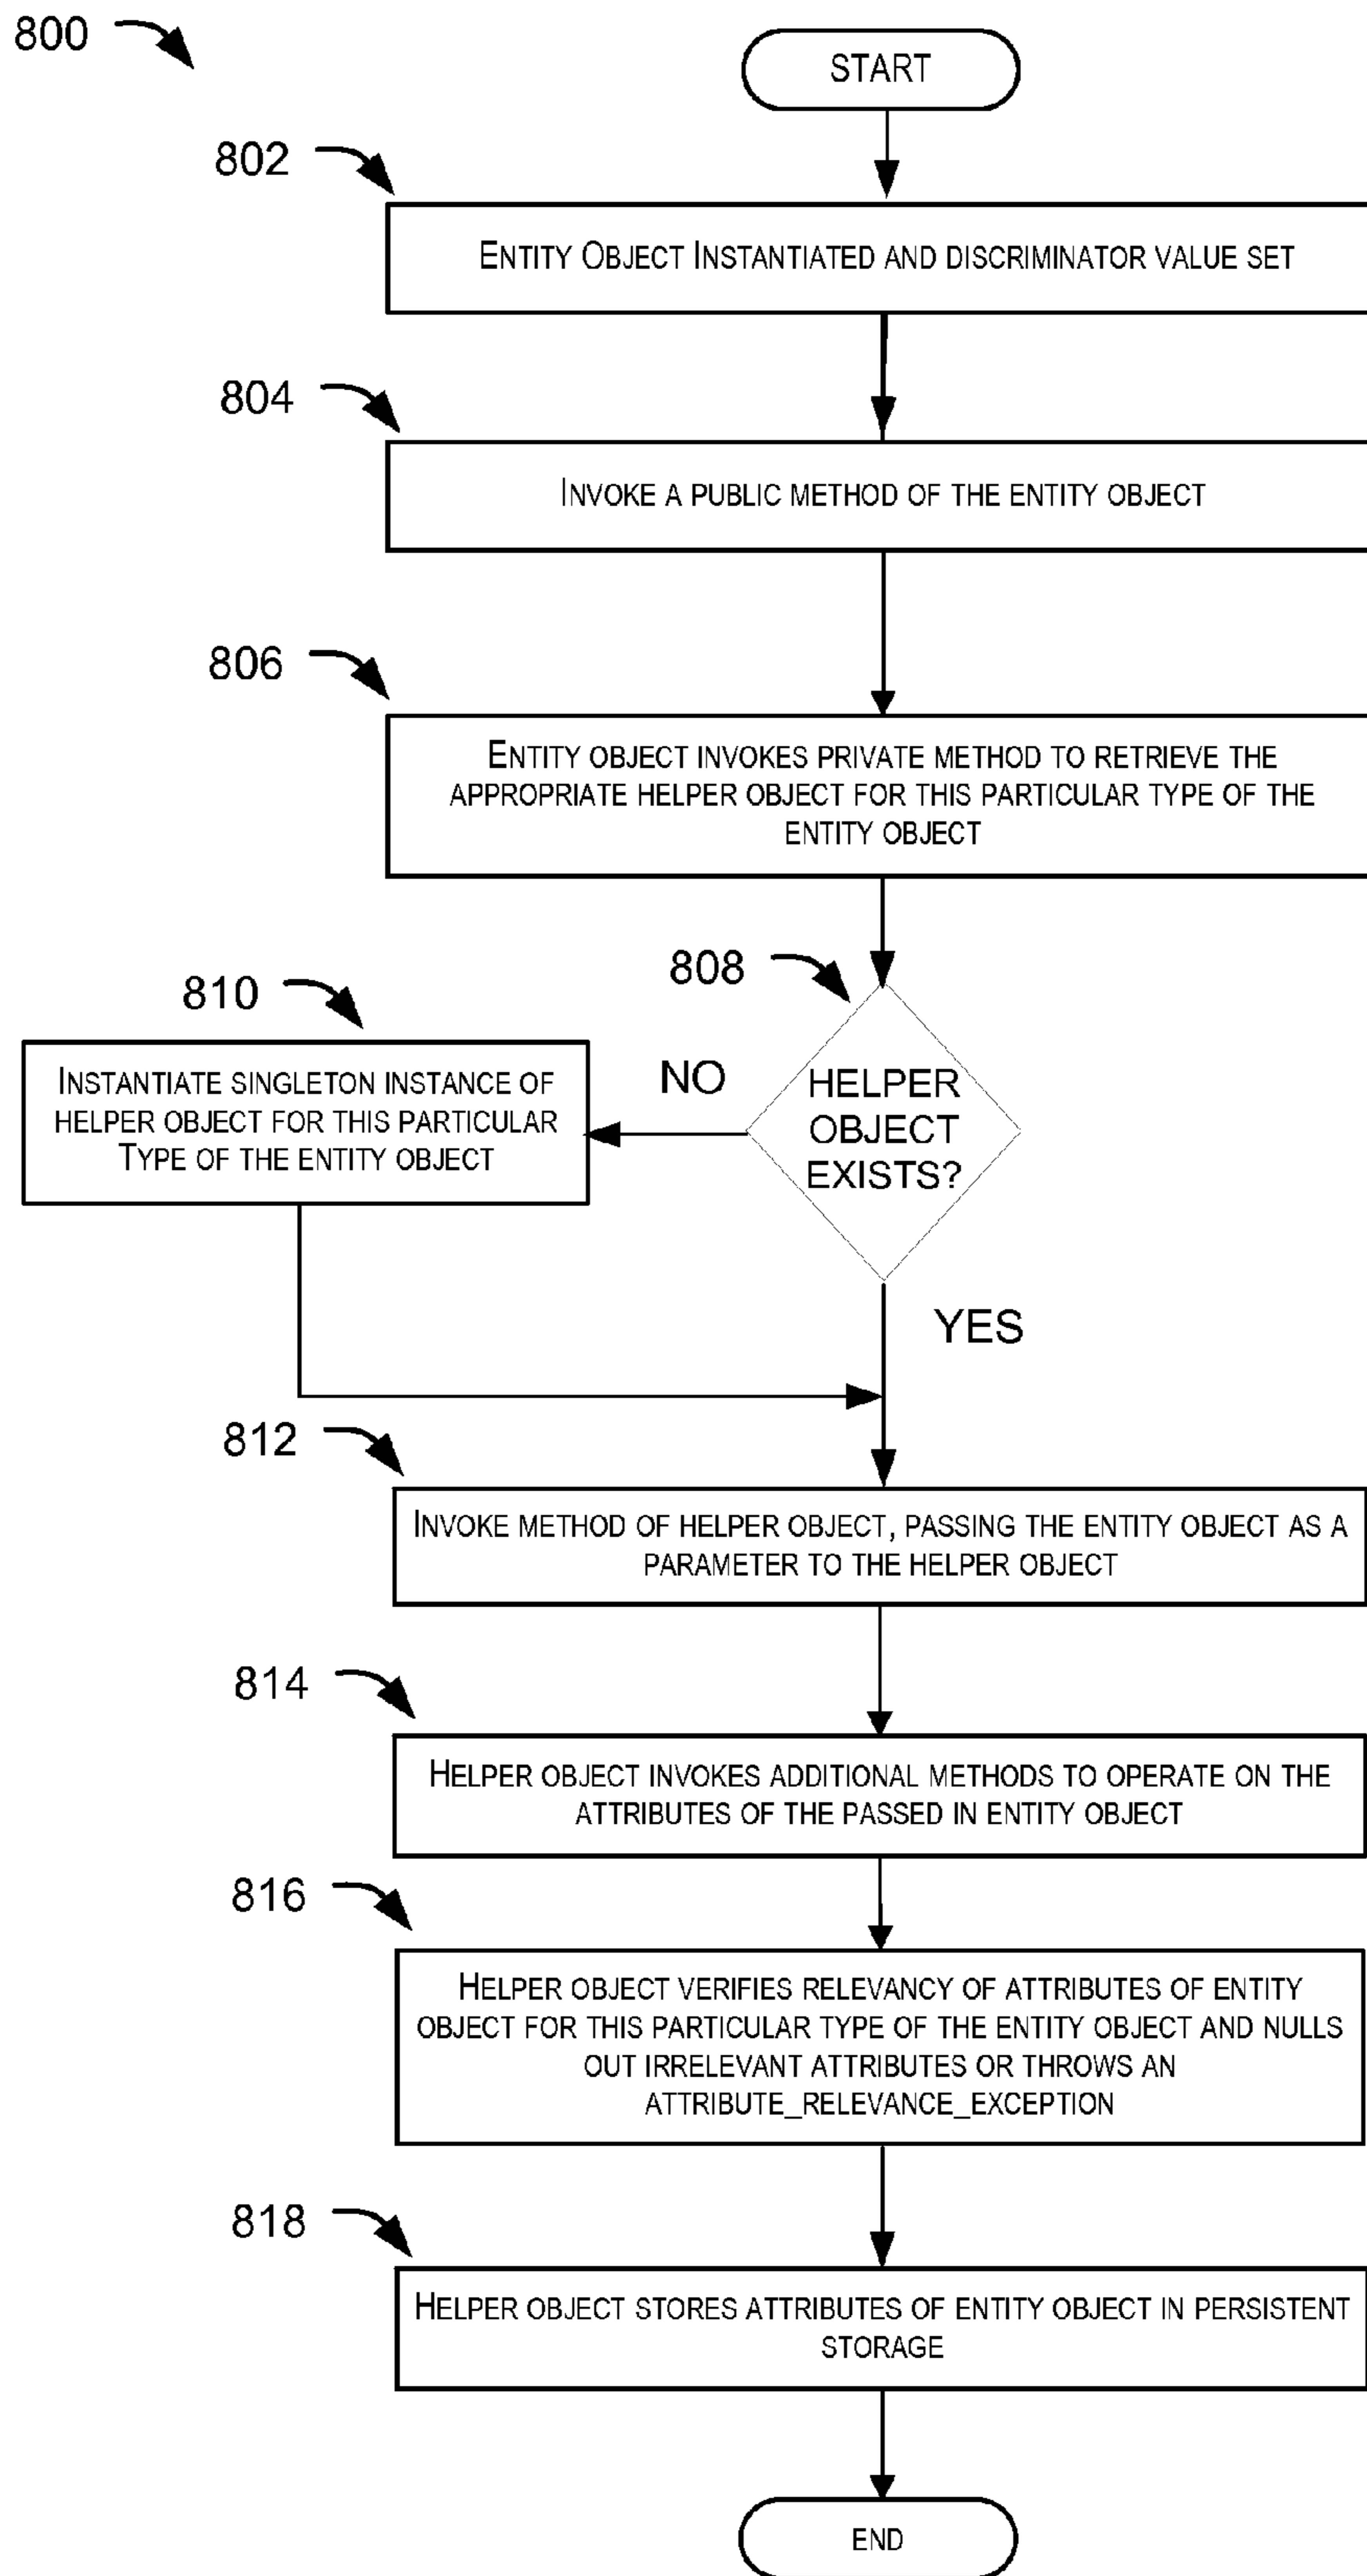 800
START
802
ENTITY OBJECT INSTANTIATED AND DISCRIMINATOR VALUE SET
804
INVOKE A PUBLIC METHOD OF THE ENTITY OBJECT
806
ENTITY OBJECT INVOKES PRIVATE METHOD TO RETRIEVE THE
APPROPRIATE HELPER OBJECT FOR THIS PARTICULAR TYPE OF THE
ENTITY OBJECT
808
HELPER
OBJECT
EXISTS?
NO
810
INSTANTIATE SINGLETON INSTANCE OF
HELPER OBJECT FOR THIS PARTICULAR
TYPE OF THE ENTITY OBJECT
YES
812
INVOKE METHOD OF HELPER OBJECT, PASSING THE ENTITY OBJECT AS A
PARAMETER TO THE HELPER OBJECT
814
HELPER OBJECT INVOKES ADDITIONAL METHODS TO OPERATE ON THE
ATTRIBUTES OF THE PASSED IN ENTITY OBJECT
816
HELPER OBJECT VERIFIES RELEVANCY OF ATTRIBUTES OF ENTITY
OBJECT FOR THIS PARTICULAR TYPE OF THE ENTITY OBJECT AND NULLS
OUT IRRELEVANT ATTRIBUTES OR THROWS AN
ATTRIBUTE_RELEVANCE_EXCEPTION
818
HELPER OBJECT STORES ATTRIBUTES OF ENTITY OBJECT IN PERSISTENT
STORAGE
END